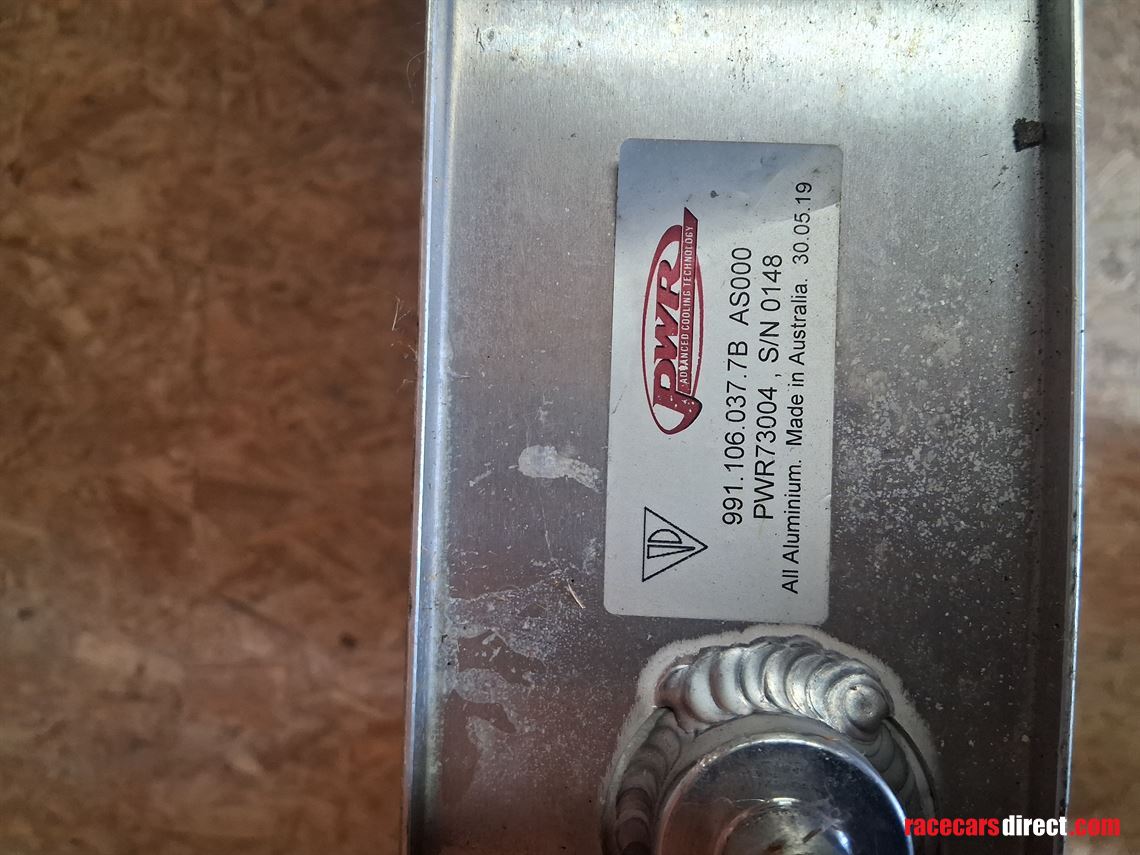 PWR
ADVANCED COOLING TECHNOLOGY
991.106.037.7B AS000
PWR73004 , S/N 0148
All Aluminium. Made in Australia. 30.05.19
racecarsdirect.com